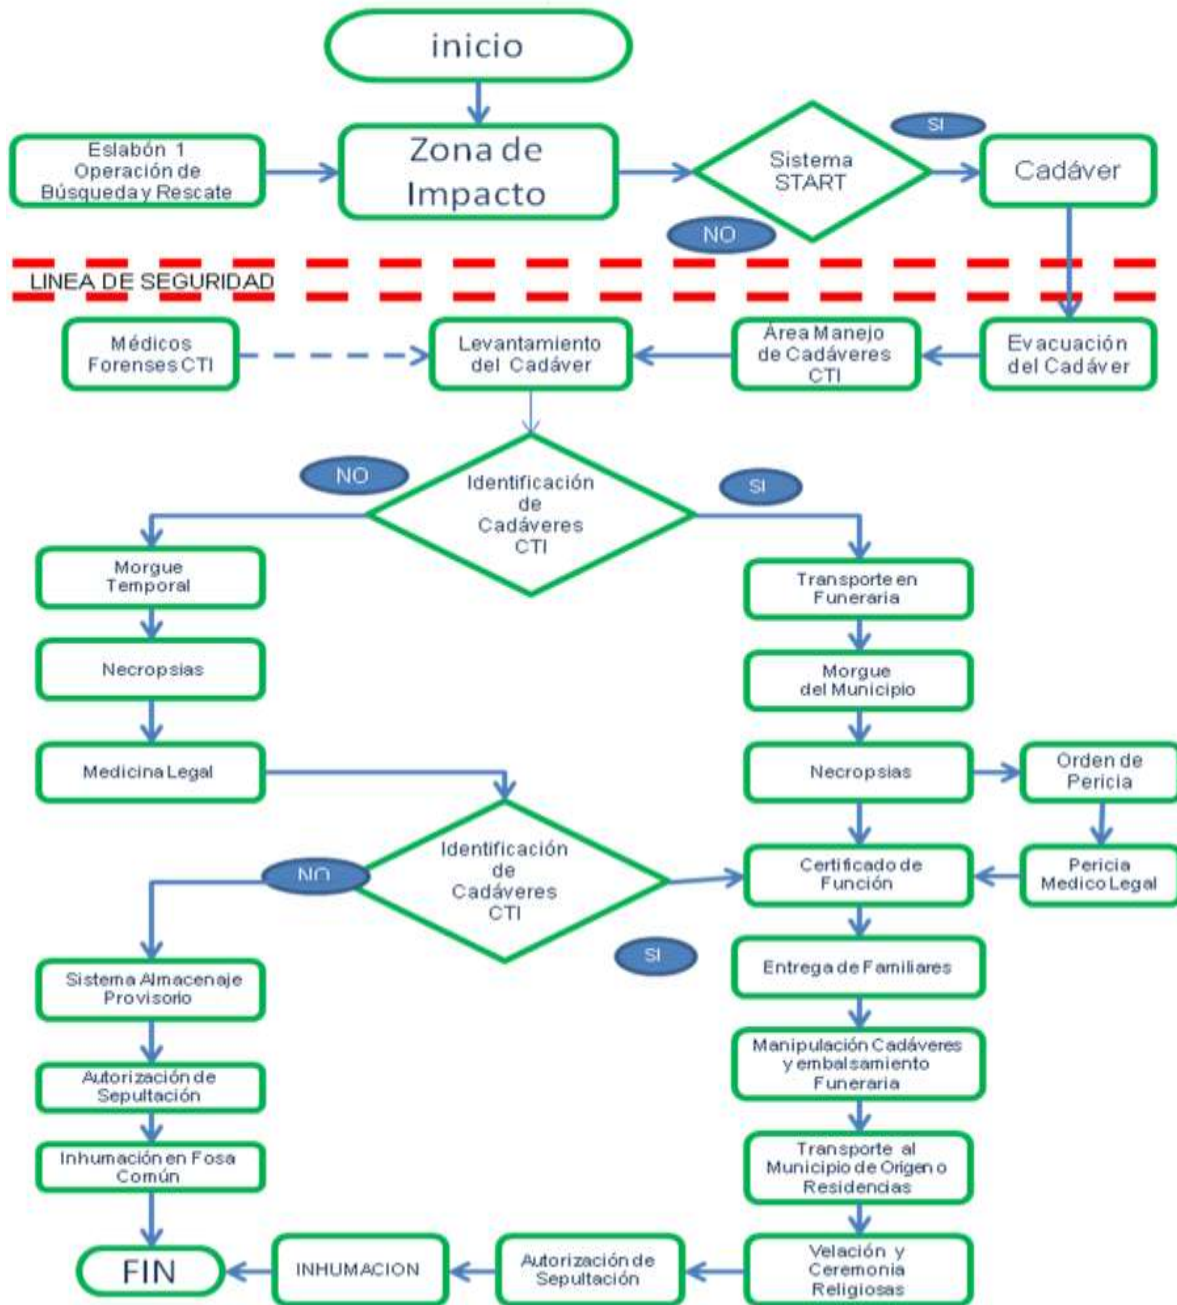 inicio
Eslabón 1
Operación de
Búsqueda y Rescate
Zona de
Impacto
Sistema
START
SI
Cadáver
NO
LINEA DE SEGURIDAD
Médicos
Forenses CTI
Levantamiento
del Cadáver
Área Manejo
de Cadáveres
CTI
Evacuación
del Cadáver
NO
Identificación
de
Cadáveres
CTI
SI
Morgue
Temporal
Transporte en
Funeraria
Necropsias
Morgue
del Municipio
Medicina Legal
Necropsias
Orden de
Pericia
NO
Identificación
de
Cadáveres
CTI
SI
Certificado de
Función
Pericia
Medico Legal
Sistema Almacenaje
Provisorio
Entrega de Familiares
Autorización de
Sepultación
Manipulación Cadáveres
y embalsamiento
Funeraria
Inhumación en Fosa
Común
Transporte al
Municipio de Origen o
Residencias
FIN
INHUMACION
Autorización de
Sepultación
Velación y
Ceremonia
Religiosas